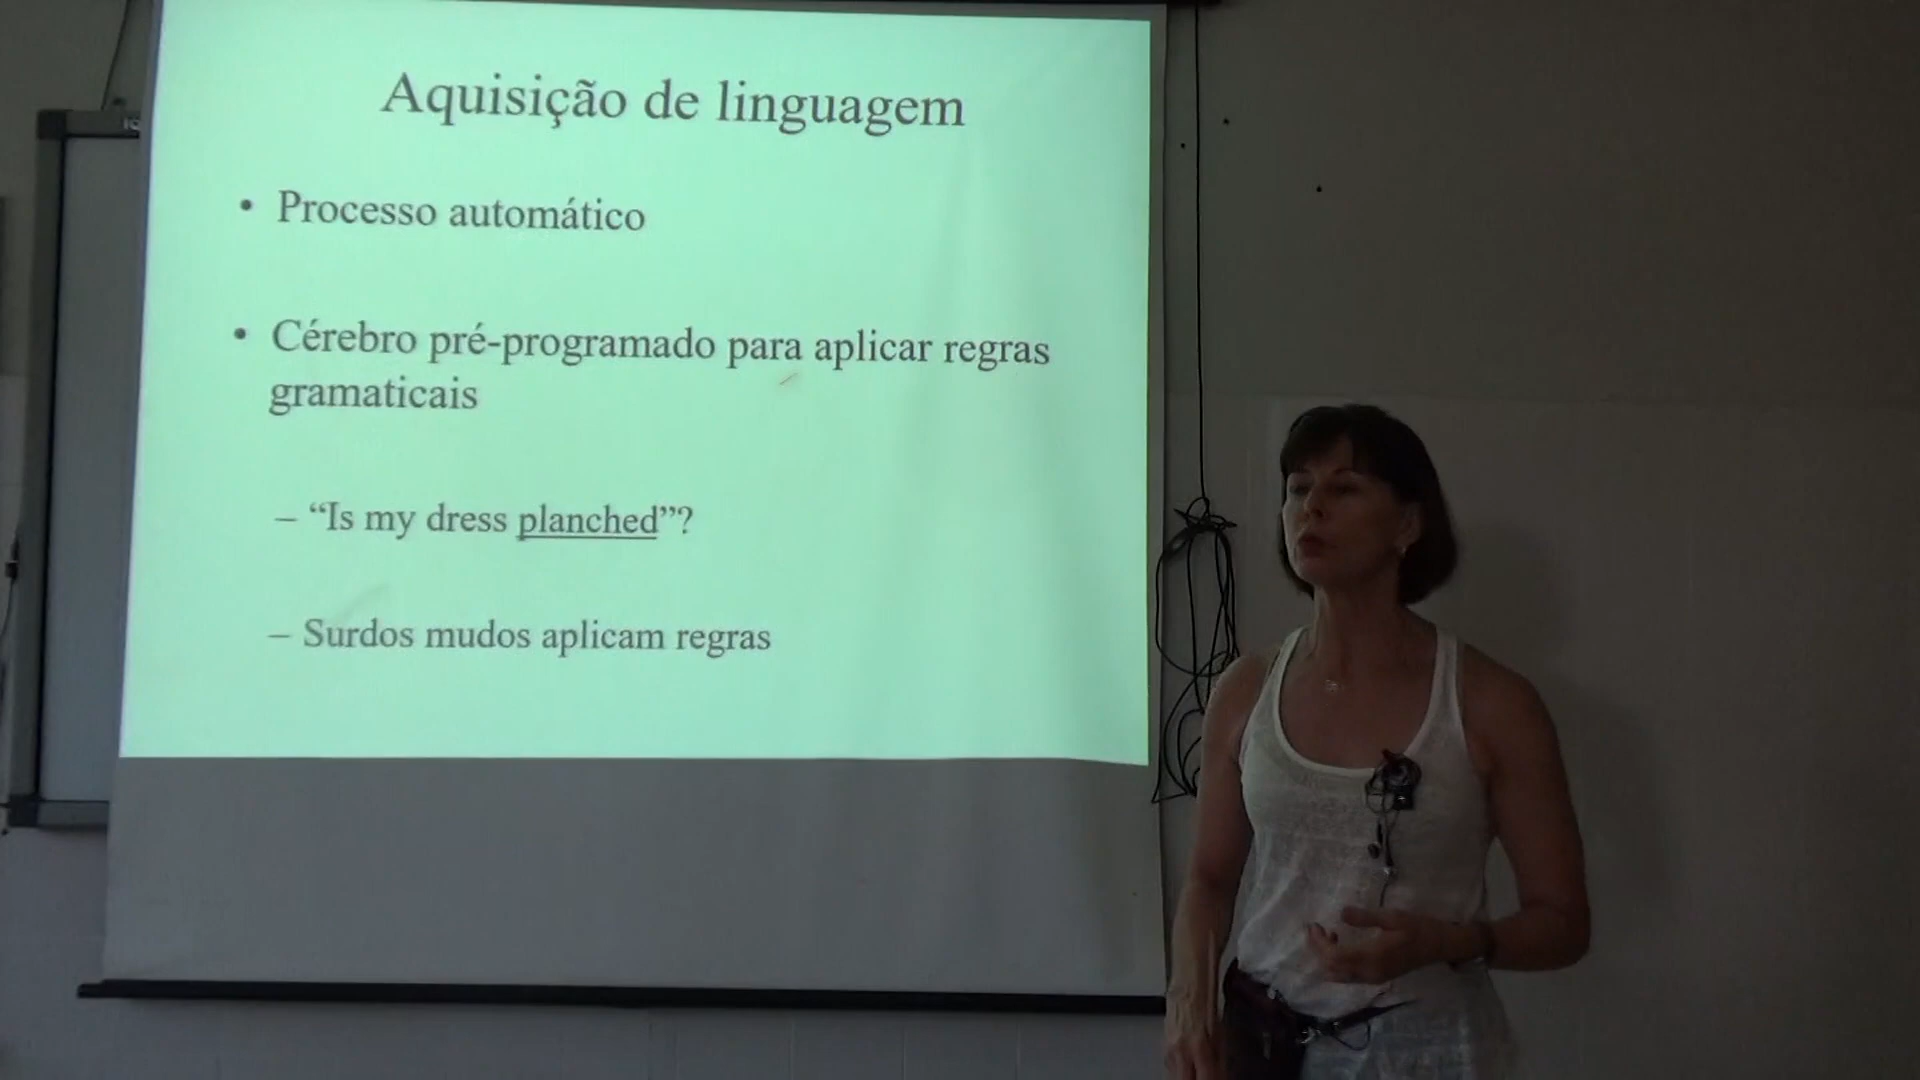 Aquisição de linguagem
• Processo automático
• Cérebro pré-programado para aplicar regras
gramaticais
– “Is my dress planched”?
– Surdos mudos aplicam regras